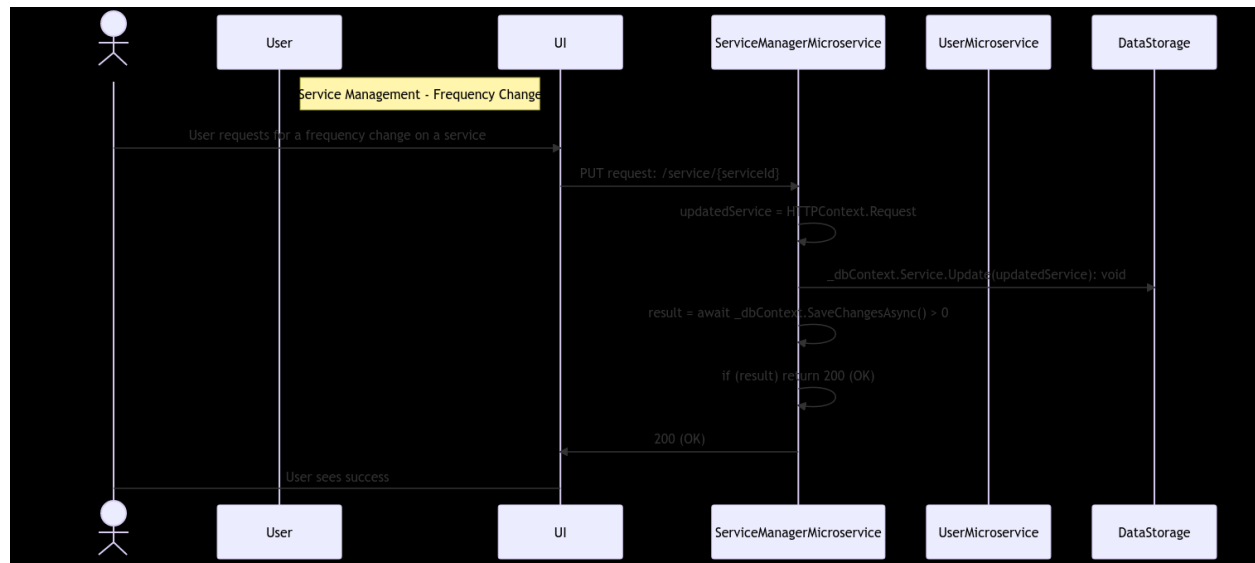 User
UI
ServiceManagerMicroservice
UserMicroservice
DataStorage
Service Management - Frequency Change
User requests for a frequency change on a service
PUT request: /service/{serviceId}
updatedService = HTTPContext.Request
_dbContext.Service.Update(updatedService): void
result = await _dbContext.SaveChangesAsync() > 0
if (result) return 200 (OK)
200 (OK)
User sees success
User
UI
ServiceManagerMicroservice
UserMicroservice
DataStorage